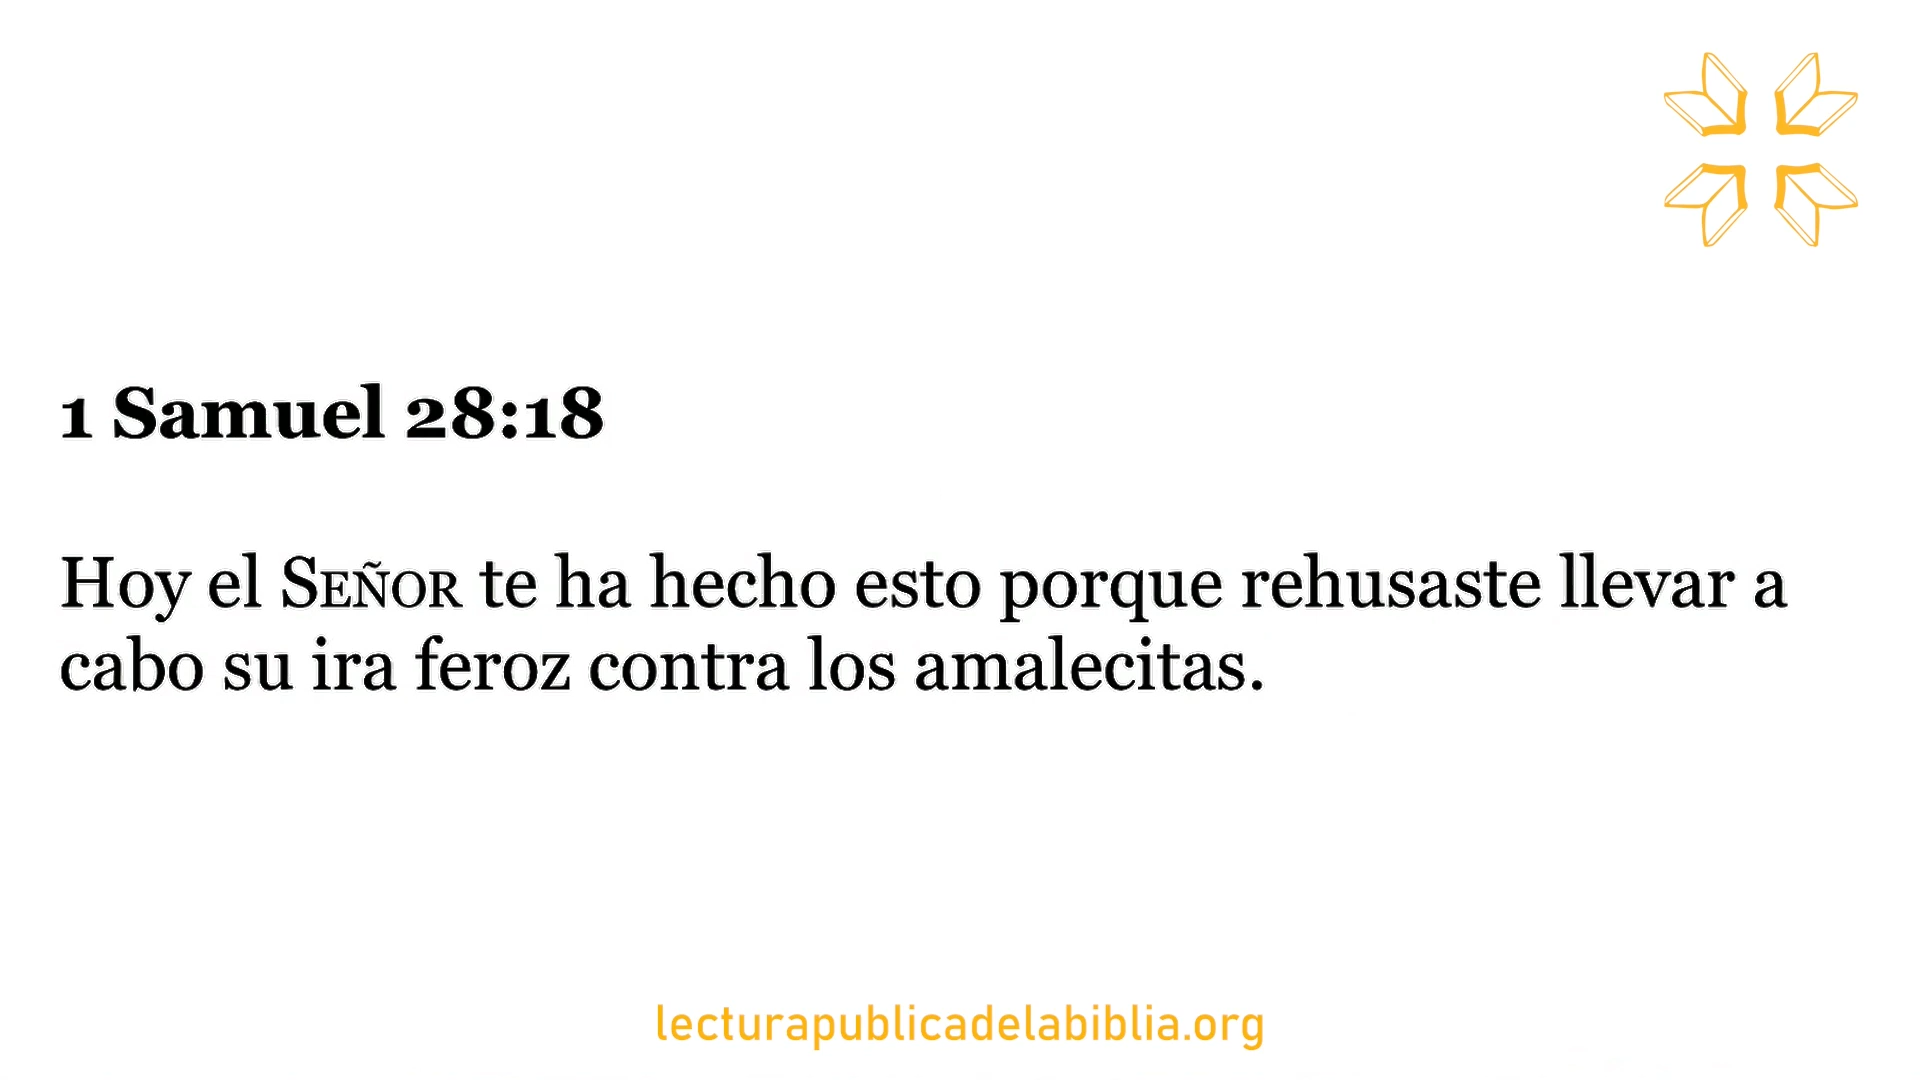 1 Samuel 28:18
Hoy el SEÑOR te ha hecho esto porque rehusaste llevar a
cabo su ira feroz contra los amalecitas.
lecturapublicadelabiblia.org